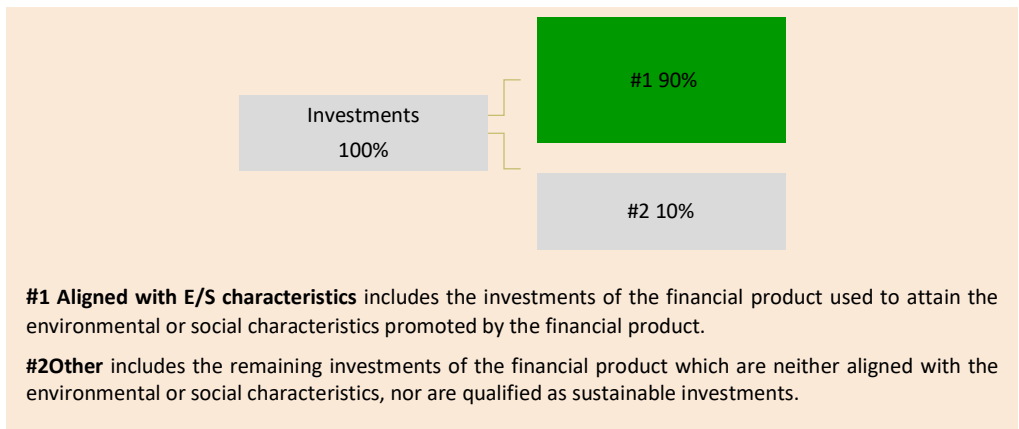 #1 90%
Investments
100%
#2 10%
#1 Aligned with E/S characteristics includes the investments of the financial product used to attain the
environmental or social characteristics promoted by the financial product.
#2Other includes the remaining investments of the financial product which are neither aligned with the
environmental or social characteristics, nor are qualified as sustainable investments.